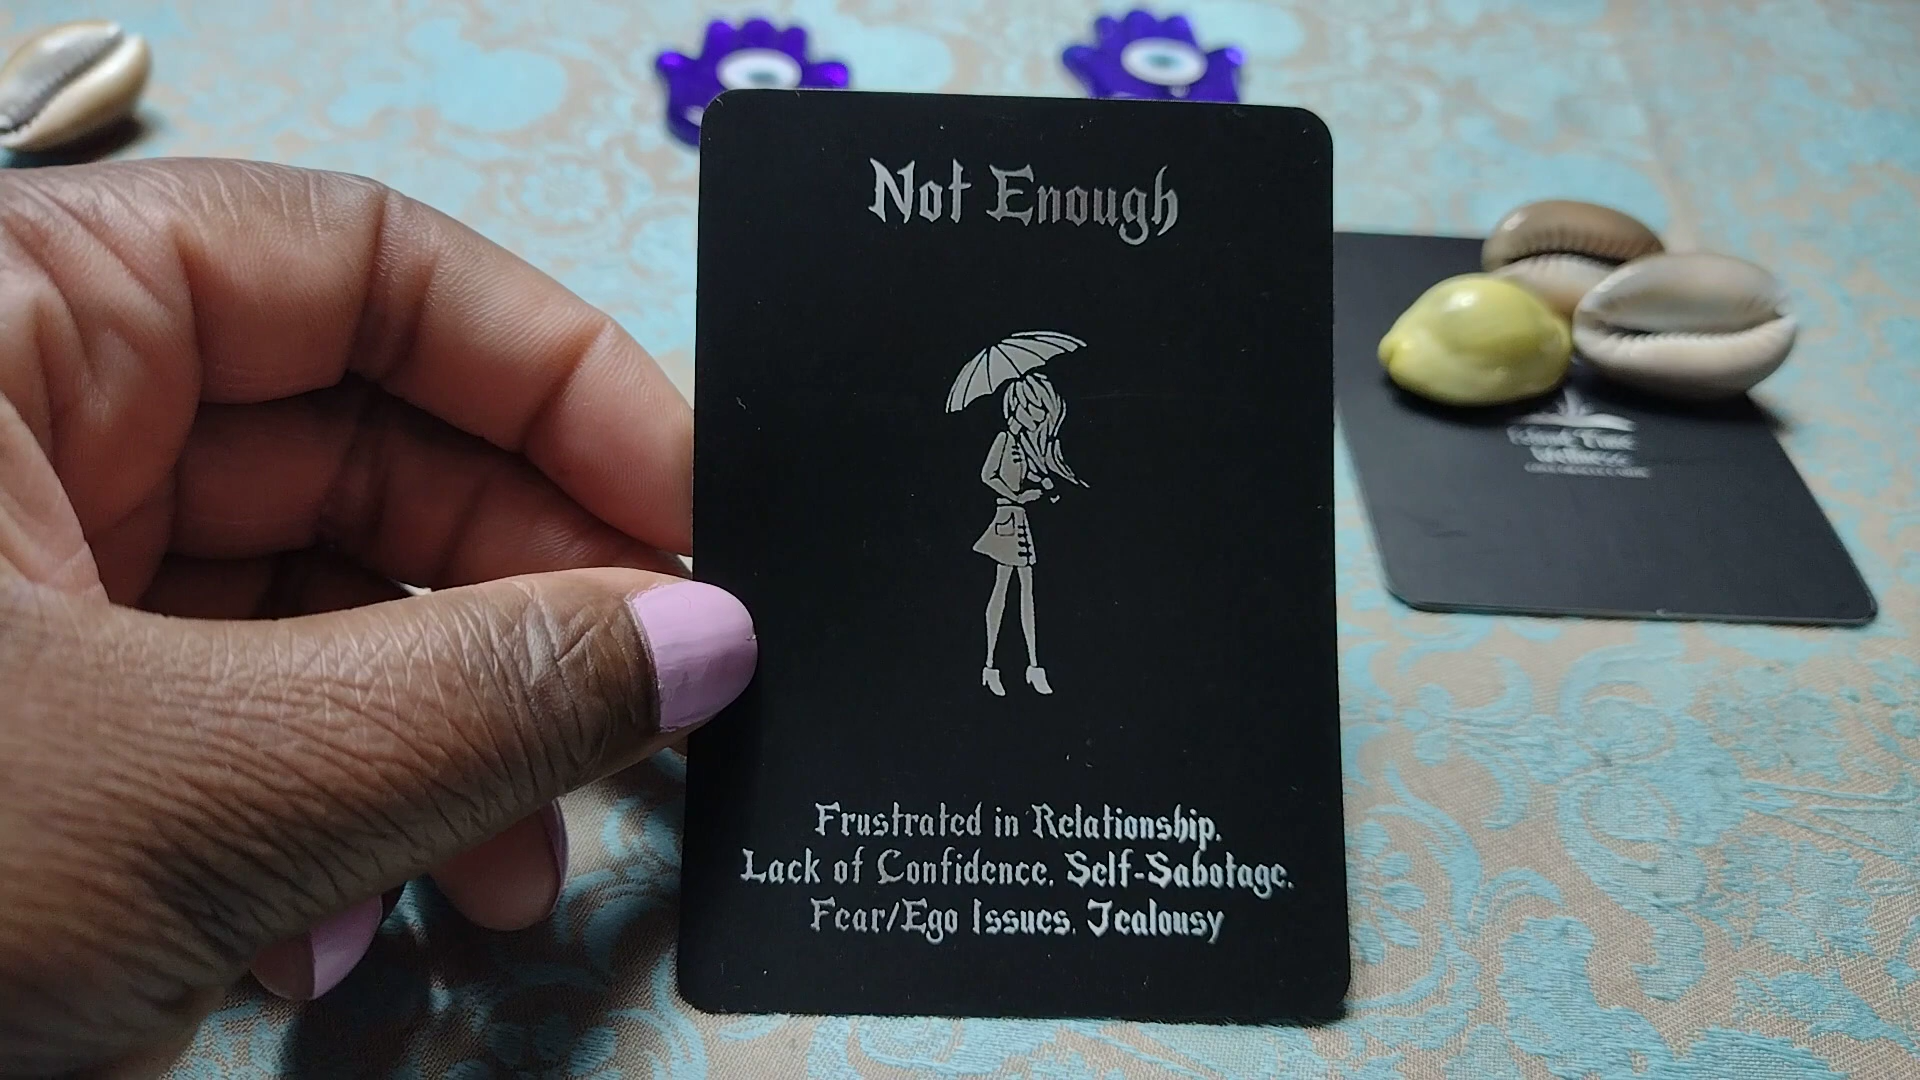 Not Enough
Frustrated in Relationship.
Lack of Confidence. Self-Sabotage.
Fear/Ego Issues. Jealousy